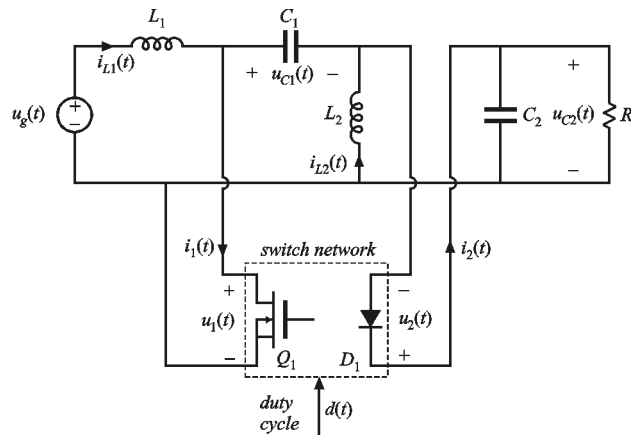 L1
C1
iL1(t)
+ uC1(t) −
ug(t)
+
−
L2
iL2(t)
C2
+
uC2(t)
−
R
i1(t)
switch network
i2(t)
+
u1(t)
−
Q1
−
u2(t)
+
D1
duty
cycle
d(t)